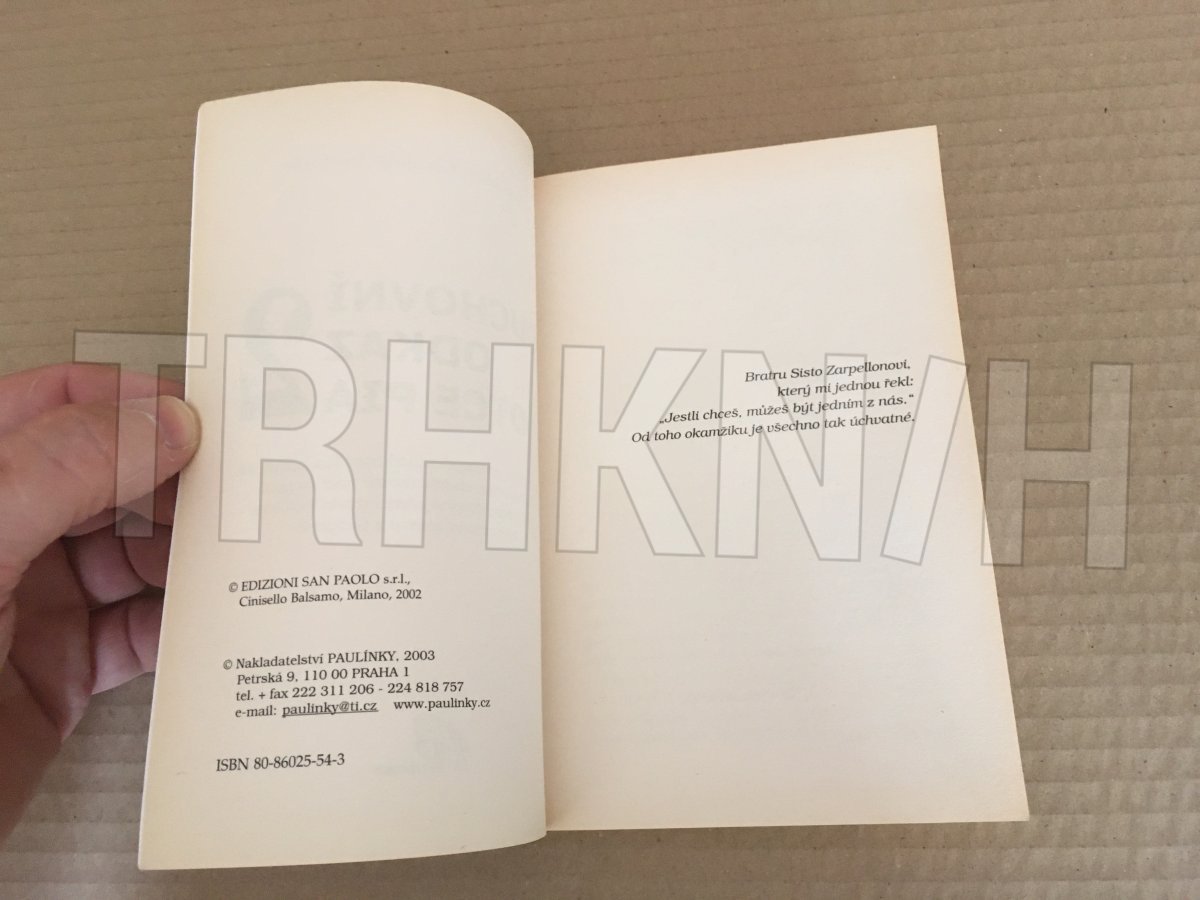 © EDIZIONI SAN PAOLO s.r.l.,
Cinisello Balsamo, Milano, 2002
© Nakladatelství PAULÍNKY, 2003
Petrská 9, 110 00 PRAHA 1
tel. + fax 222 311 206 - 224 818 757
e-mail: paulinky@ti.cz www.paulinky.cz
ISBN 80-86025-54-3
Bratru Sisto Zarpellonovi,
který mi jednou řekl:
„Jestli chceš, můžeš být jedním z nás.“
Od toho okamžiku je všechno tak úchvatné.
TRHKN/H